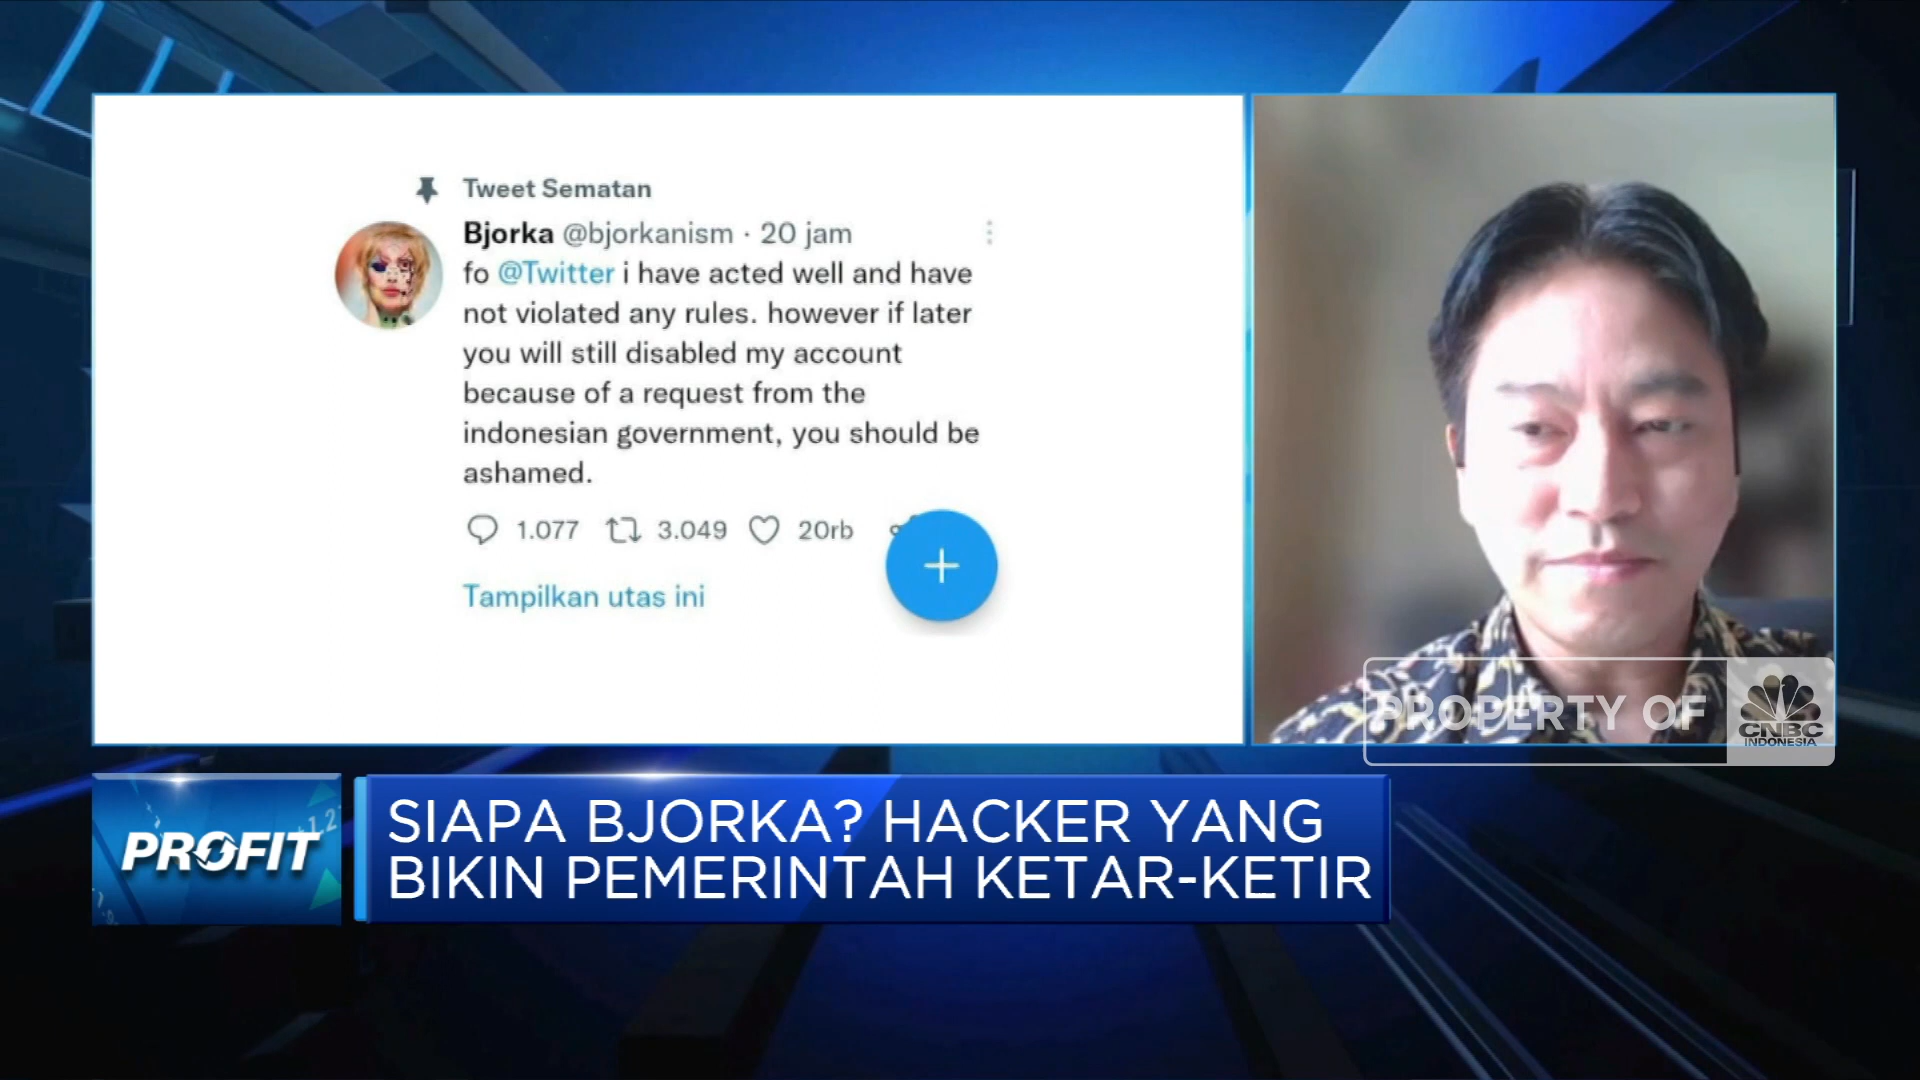 Tweet Sematan
Bjorka @bjorkanism · 20 jam
fo @Twitter i have acted well and have
not violated any rules. however if later
you will still disabled my account
because of a request from the
indonesian government, you should be
ashamed.
1.077 3.049 20rb
Tampilkan utas ini
PROPERTY OF
CNBC
INDONESIA
PROFIT
1.2
SIAPA BJORKA? HACKER YANG
BIKIN PEMERINTAH KETAR-KETIR